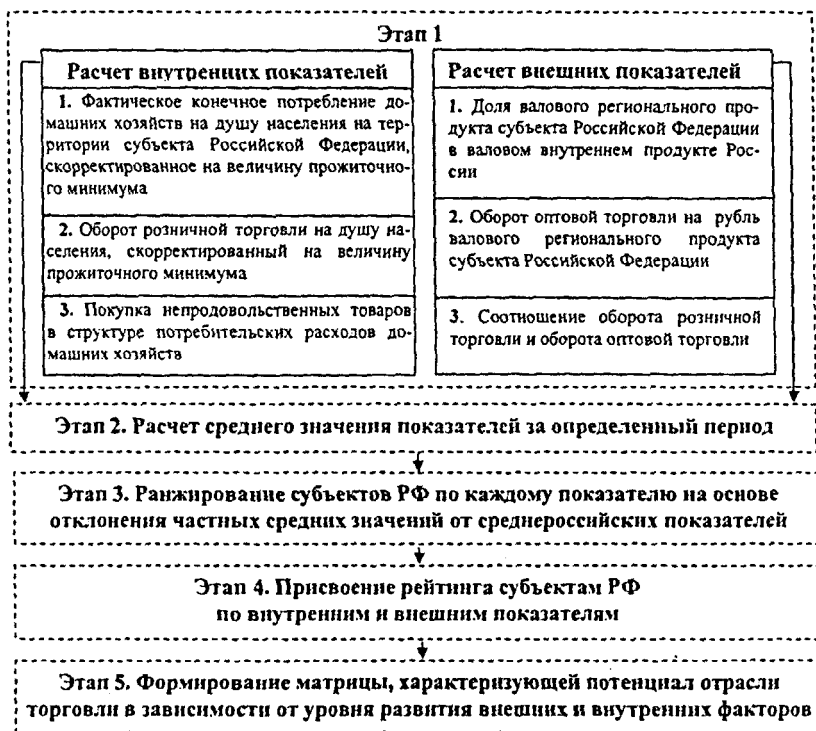 Этап 1
Расчет внутренних показателей
1. Фактическое конечное потребление до-
машних хозяйств на душу населения на тер-
ритории субъекта Российской Федерации,
скорректированное на величину прожиточно-
го минимума
2. Оборот розничной торговли на душу на-
селения, скорректированный на величину
прожиточного минимума
3. Покупка непродовольственных товаров
в структуре потребительских расходов до-
машних хозяйств
Расчет внешних показателей
1. Доля валового регионального про-
дукта субъекта Российской Федерации
в валовом внутреннем продукте Рос-
сии
2. Оборот оптовой торговли на рубль
валового регионального продукта
субъекта Российской Федерации
3. Соотношение оборота розничной
торговли и оборота оптовой торговли
Этап 2. Расчет среднего значения показателей за определенный период
Этап 3. Ранжирование субъектов РФ по каждому показателю на основе
отклонения частных средних значений от среднероссийских показателей
Этап 4. Присвоение рейтинга субъектам РФ
по внутренним и внешним показателям
Этап 5. Формирование матрицы, характеризующей потенциал отрасли
торговли в зависимости от уровня развития внешних и внутренних факторов